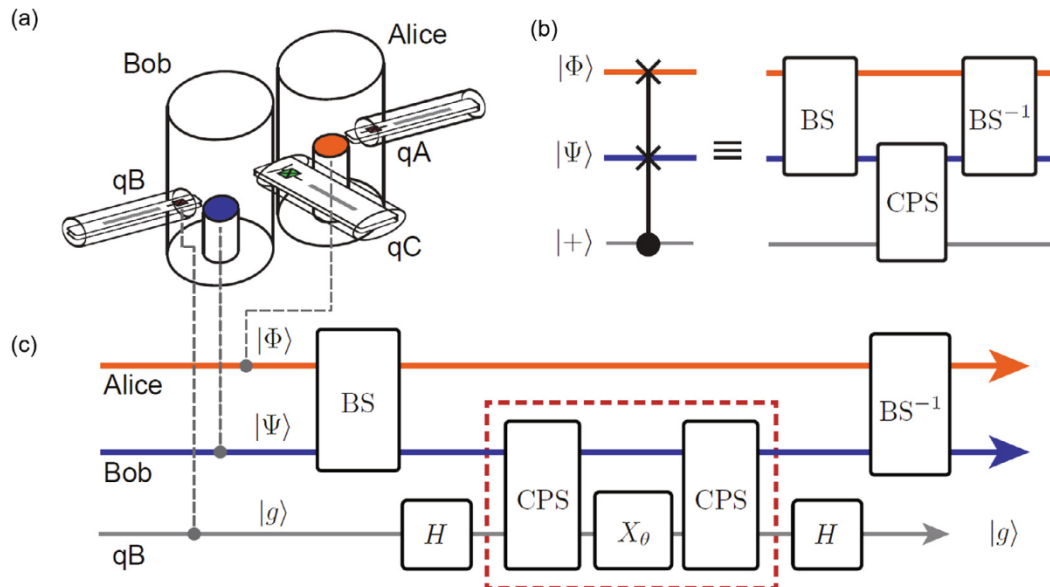 (a)
Alice
Bob
qA
qB
qC
(b)
|Φ⟩
|Ψ⟩
|+⟩
≡
BS
BS⁻¹
CPS
(c)
|Φ⟩
Alice
BS
BS⁻¹
|Ψ⟩
Bob
CPS
CPS
|g⟩
H
X_θ
H
|g⟩
qB